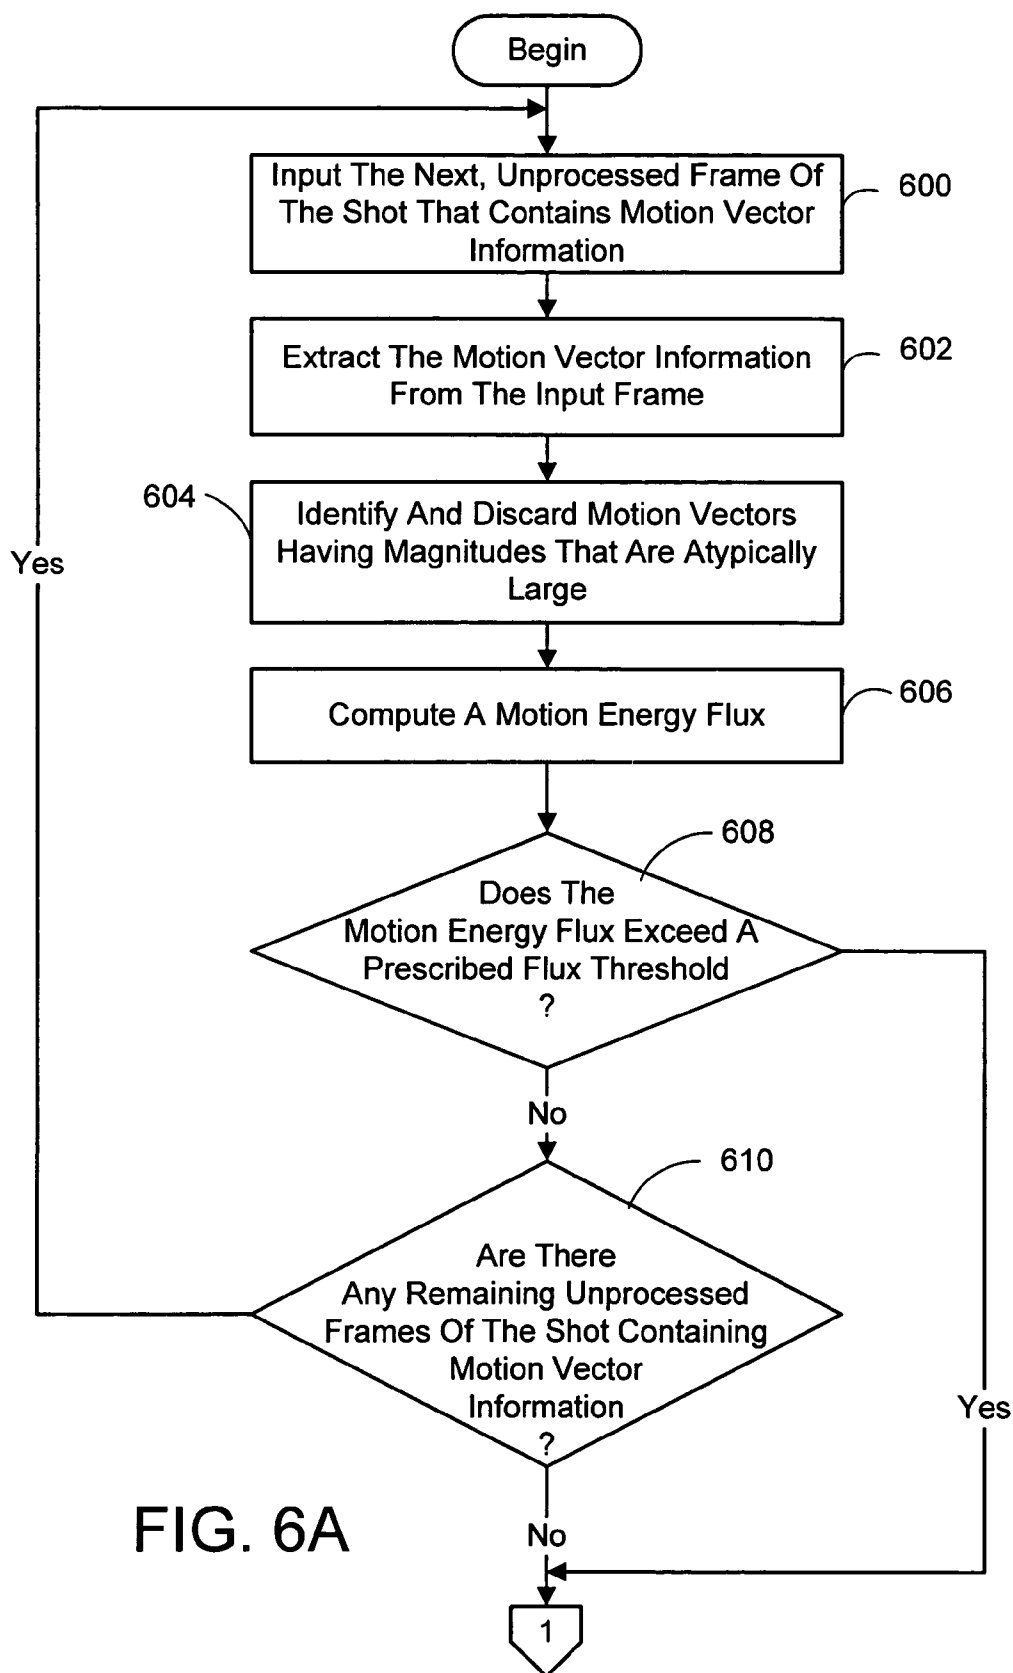 Begin
Input The Next, Unprocessed Frame Of
The Shot That Contains Motion Vector
Information
600
Extract The Motion Vector Information
From The Input Frame
602
604
Identify And Discard Motion Vectors
Having Magnitudes That Are Atypically
Large
Yes
Compute A Motion Energy Flux
606
608
Does The
Motion Energy Flux Exceed A
Prescribed Flux Threshold
?
No
610
Are There
Any Remaining Unprocessed
Frames Of The Shot Containing
Motion Vector
Information
?
Yes
FIG. 6A
No
1